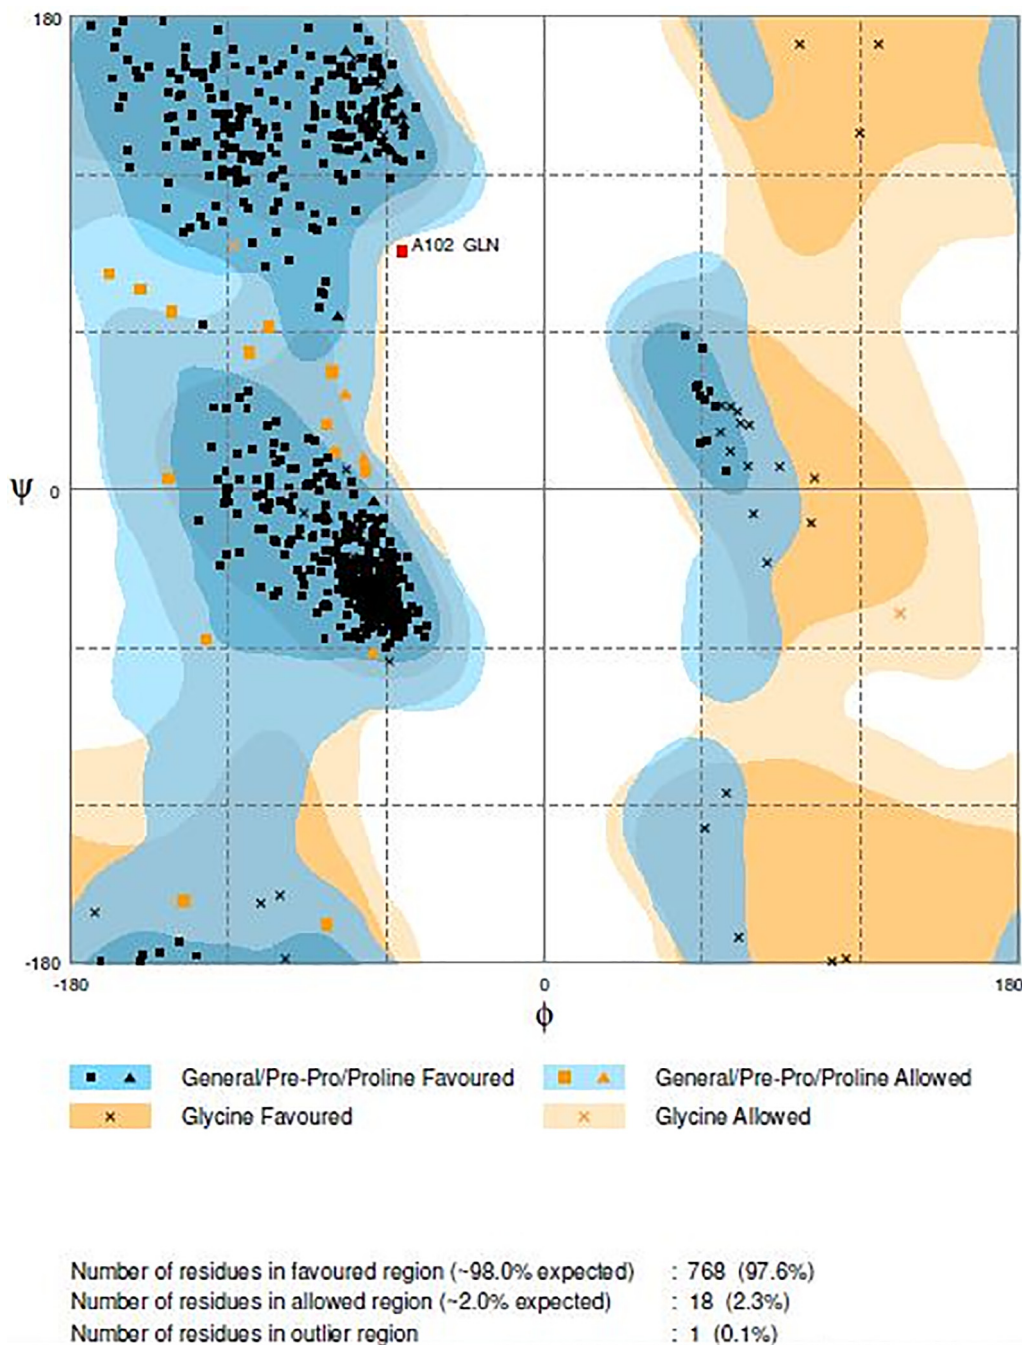 180
A102 GLN
ψ 0
-180
-180 0 180
ϕ
General/Pre-Pro/Proline Favoured General/Pre-Pro/Proline Allowed
Glycine Favoured Glycine Allowed
Number of residues in favoured region (~98.0% expected) : 768 (97.6%)
Number of residues in allowed region (~2.0% expected) : 18 (2.3%)
Number of residues in outlier region : 1 (0.1%)